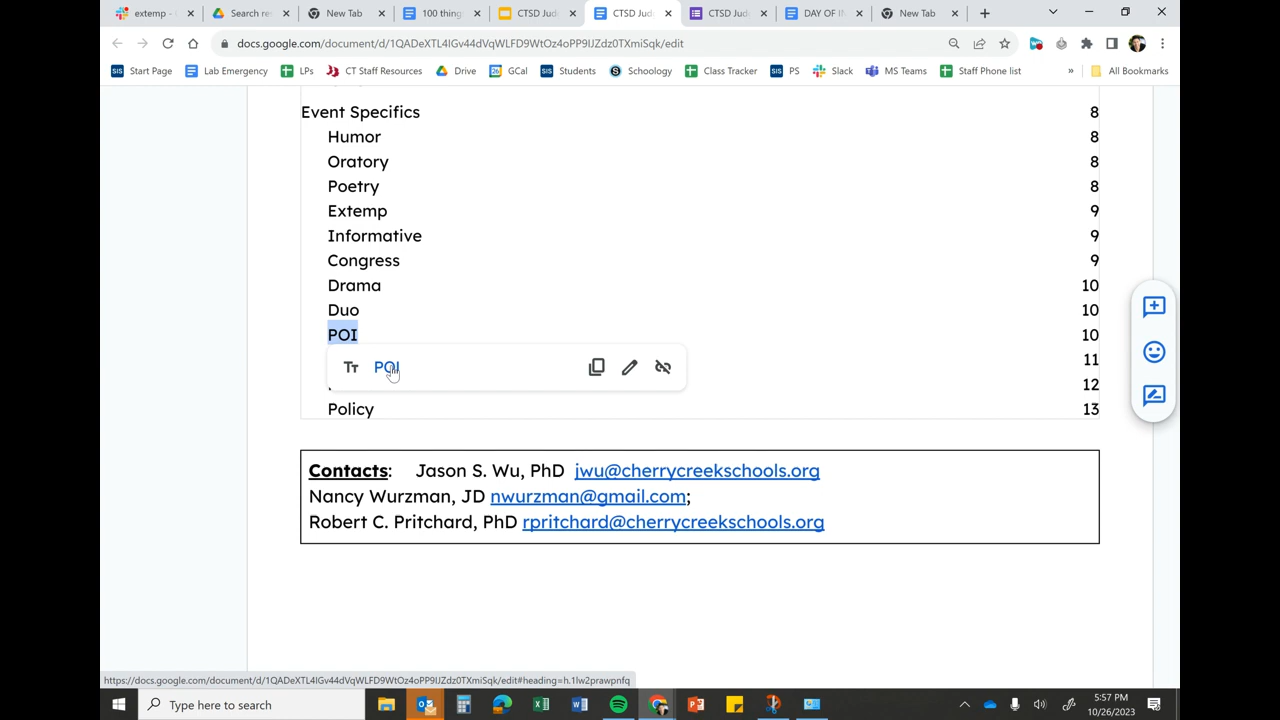 extemp -
Search re
New Tab
100 thing
CTSD Jud
CTSD Jud
CTSD Jud
DAY OF
New Tab
docs.google.com/document/d/1QADeXTL4IGv44dVqWLFD9WtOz4oPP9IJZdz0TXmiSqk/edit
Start Page
Lab Emergency
LPs
CT Staff Resources
Drive
GCal
Students
Schoology
Class Tracker
PS
Slack
MS Teams
Staff Phone list
»
All Bookmarks
Event Specifics 8
Humor 8
Oratory 8
Poetry 8
Extemp 9
Informative 9
Congress 9
Drama 10
Duo 10
POI 10
Tт POI
11
12
Policy 13
Contacts: Jason S. Wu, PhD jwu@cherrycreekschools.org
Nancy Wurzman, JD nwurzman@gmail.com;
Robert C. Pritchard, PhD rpritchard@cherrycreekschools.org
https://docs.google.com/document/d/1QADeXTL4IGv44dVqWLFD9WtOz4oPP9IJZdz0TXmiSqk/edit#heading=h.1lw2prawpnfq
Type here to search
5:57 PM
10/26/2023